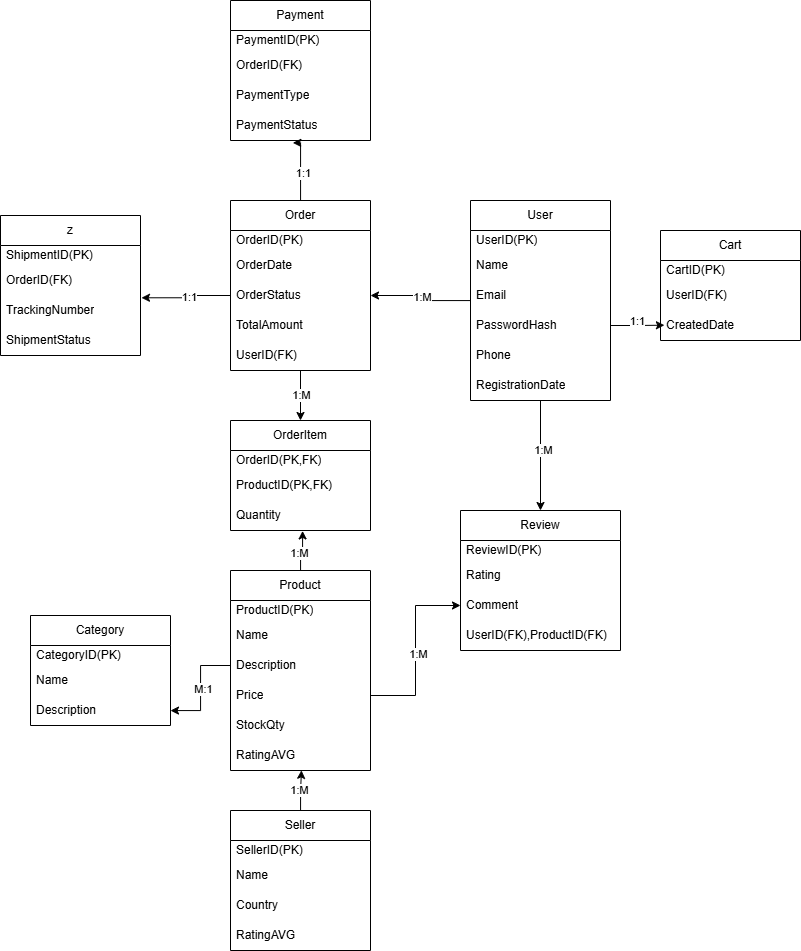 Payment
PaymentID(PK)
OrderID(FK)
PaymentType
PaymentStatus
1:1
Order
OrderID(PK)
OrderDate
OrderStatus
TotalAmount
UserID(FK)
User
UserID(PK)
Name
Email
PasswordHash
Phone
RegistrationDate
z
ShipmentID(PK)
OrderID(FK)
TrackingNumber
ShipmentStatus
Cart
CartID(PK)
UserID(FK)
CreatedDate
1:1
1:M
1:1
1:M
OrderItem
OrderID(PK,FK)
ProductID(PK,FK)
Quantity
1:M
1:M
Review
ReviewID(PK)
Rating
Comment
UserID(FK),ProductID(FK)
Product
ProductID(PK)
Name
Description
Price
StockQty
RatingAVG
1:M
Category
CategoryID(PK)
Name
Description
M:1
1:M
Seller
SellerID(PK)
Name
Country
RatingAVG